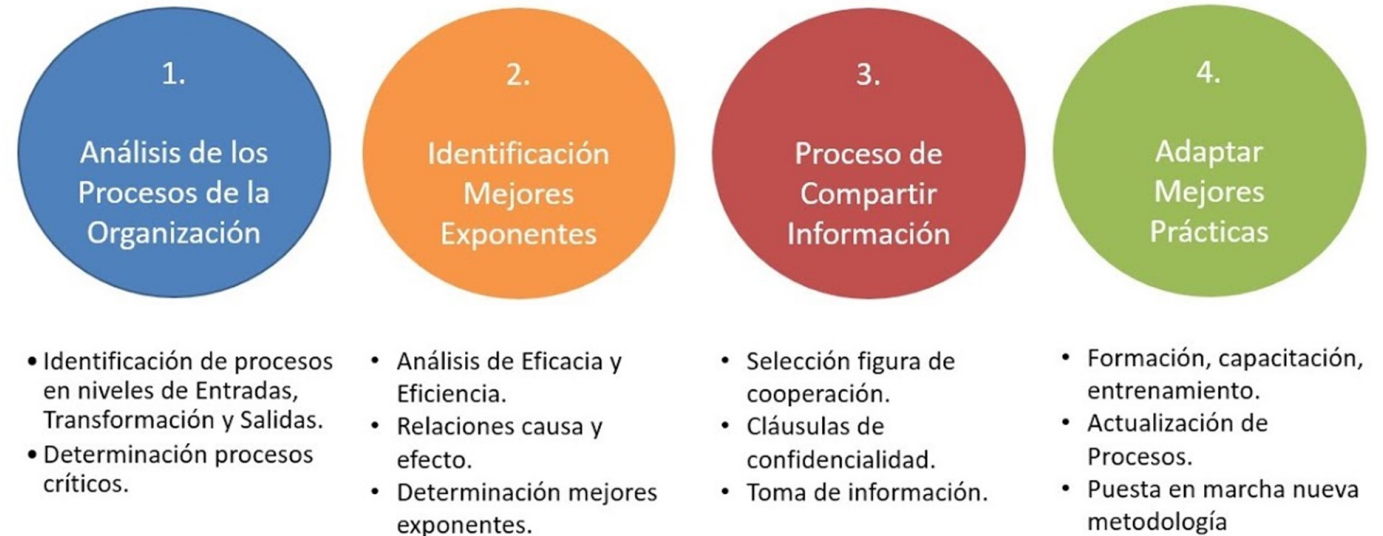 1.
Análisis de los
Procesos de la
Organización
• Identificación de procesos
en niveles de Entradas,
Transformación y Salidas.
• Determinación procesos
críticos.
2.
Identificación
Mejores
Exponentes
• Análisis de Eficacia y
Eficiencia.
• Relaciones causa y
efecto.
• Determinación mejores
exponentes.
3.
Proceso de
Compartir
Información
• Selección figura de
cooperación.
• Cláusulas de
confidencialidad.
• Toma de información.
4.
Adaptar
Mejores
Prácticas
• Formación, capacitación,
entrenamiento.
• Actualización de
Procesos.
• Puesta en marcha nueva
metodología